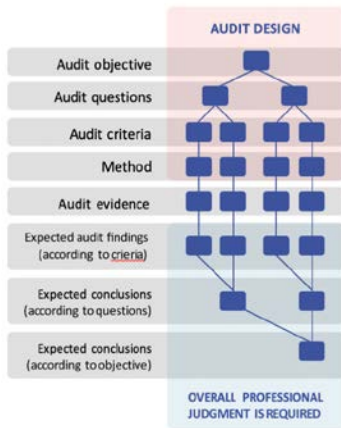 AUDIT DESIGN
Audit objective
Audit questions
Audit criteria
Method
Audit evidence
Expected audit findings
(according to crieria)
Expected conclusions
(according to questions)
Expected conclusions
(according to objective)
OVERALL PROFESSIONAL
JUDGMENT IS REQUIRED